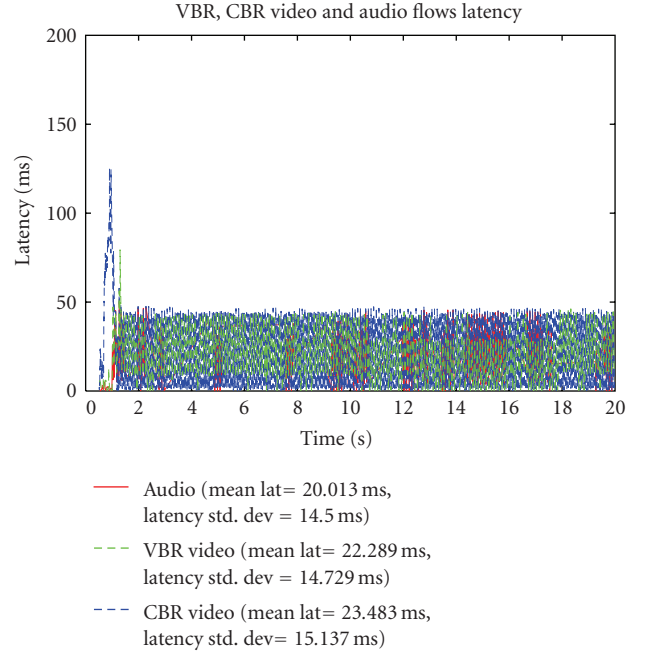 VBR, CBR video and audio flows latency
200
150
100
50
0
Latency (ms)
0 2 4 6 8 10 12 14 16 18 20
Time (s)
Audio (mean lat= 20.013 ms,
latency std. dev = 14.5 ms)
VBR video (mean lat= 22.289 ms,
latency std. dev = 14.729 ms)
CBR video (mean lat= 23.483 ms,
latency std. dev= 15.137 ms)